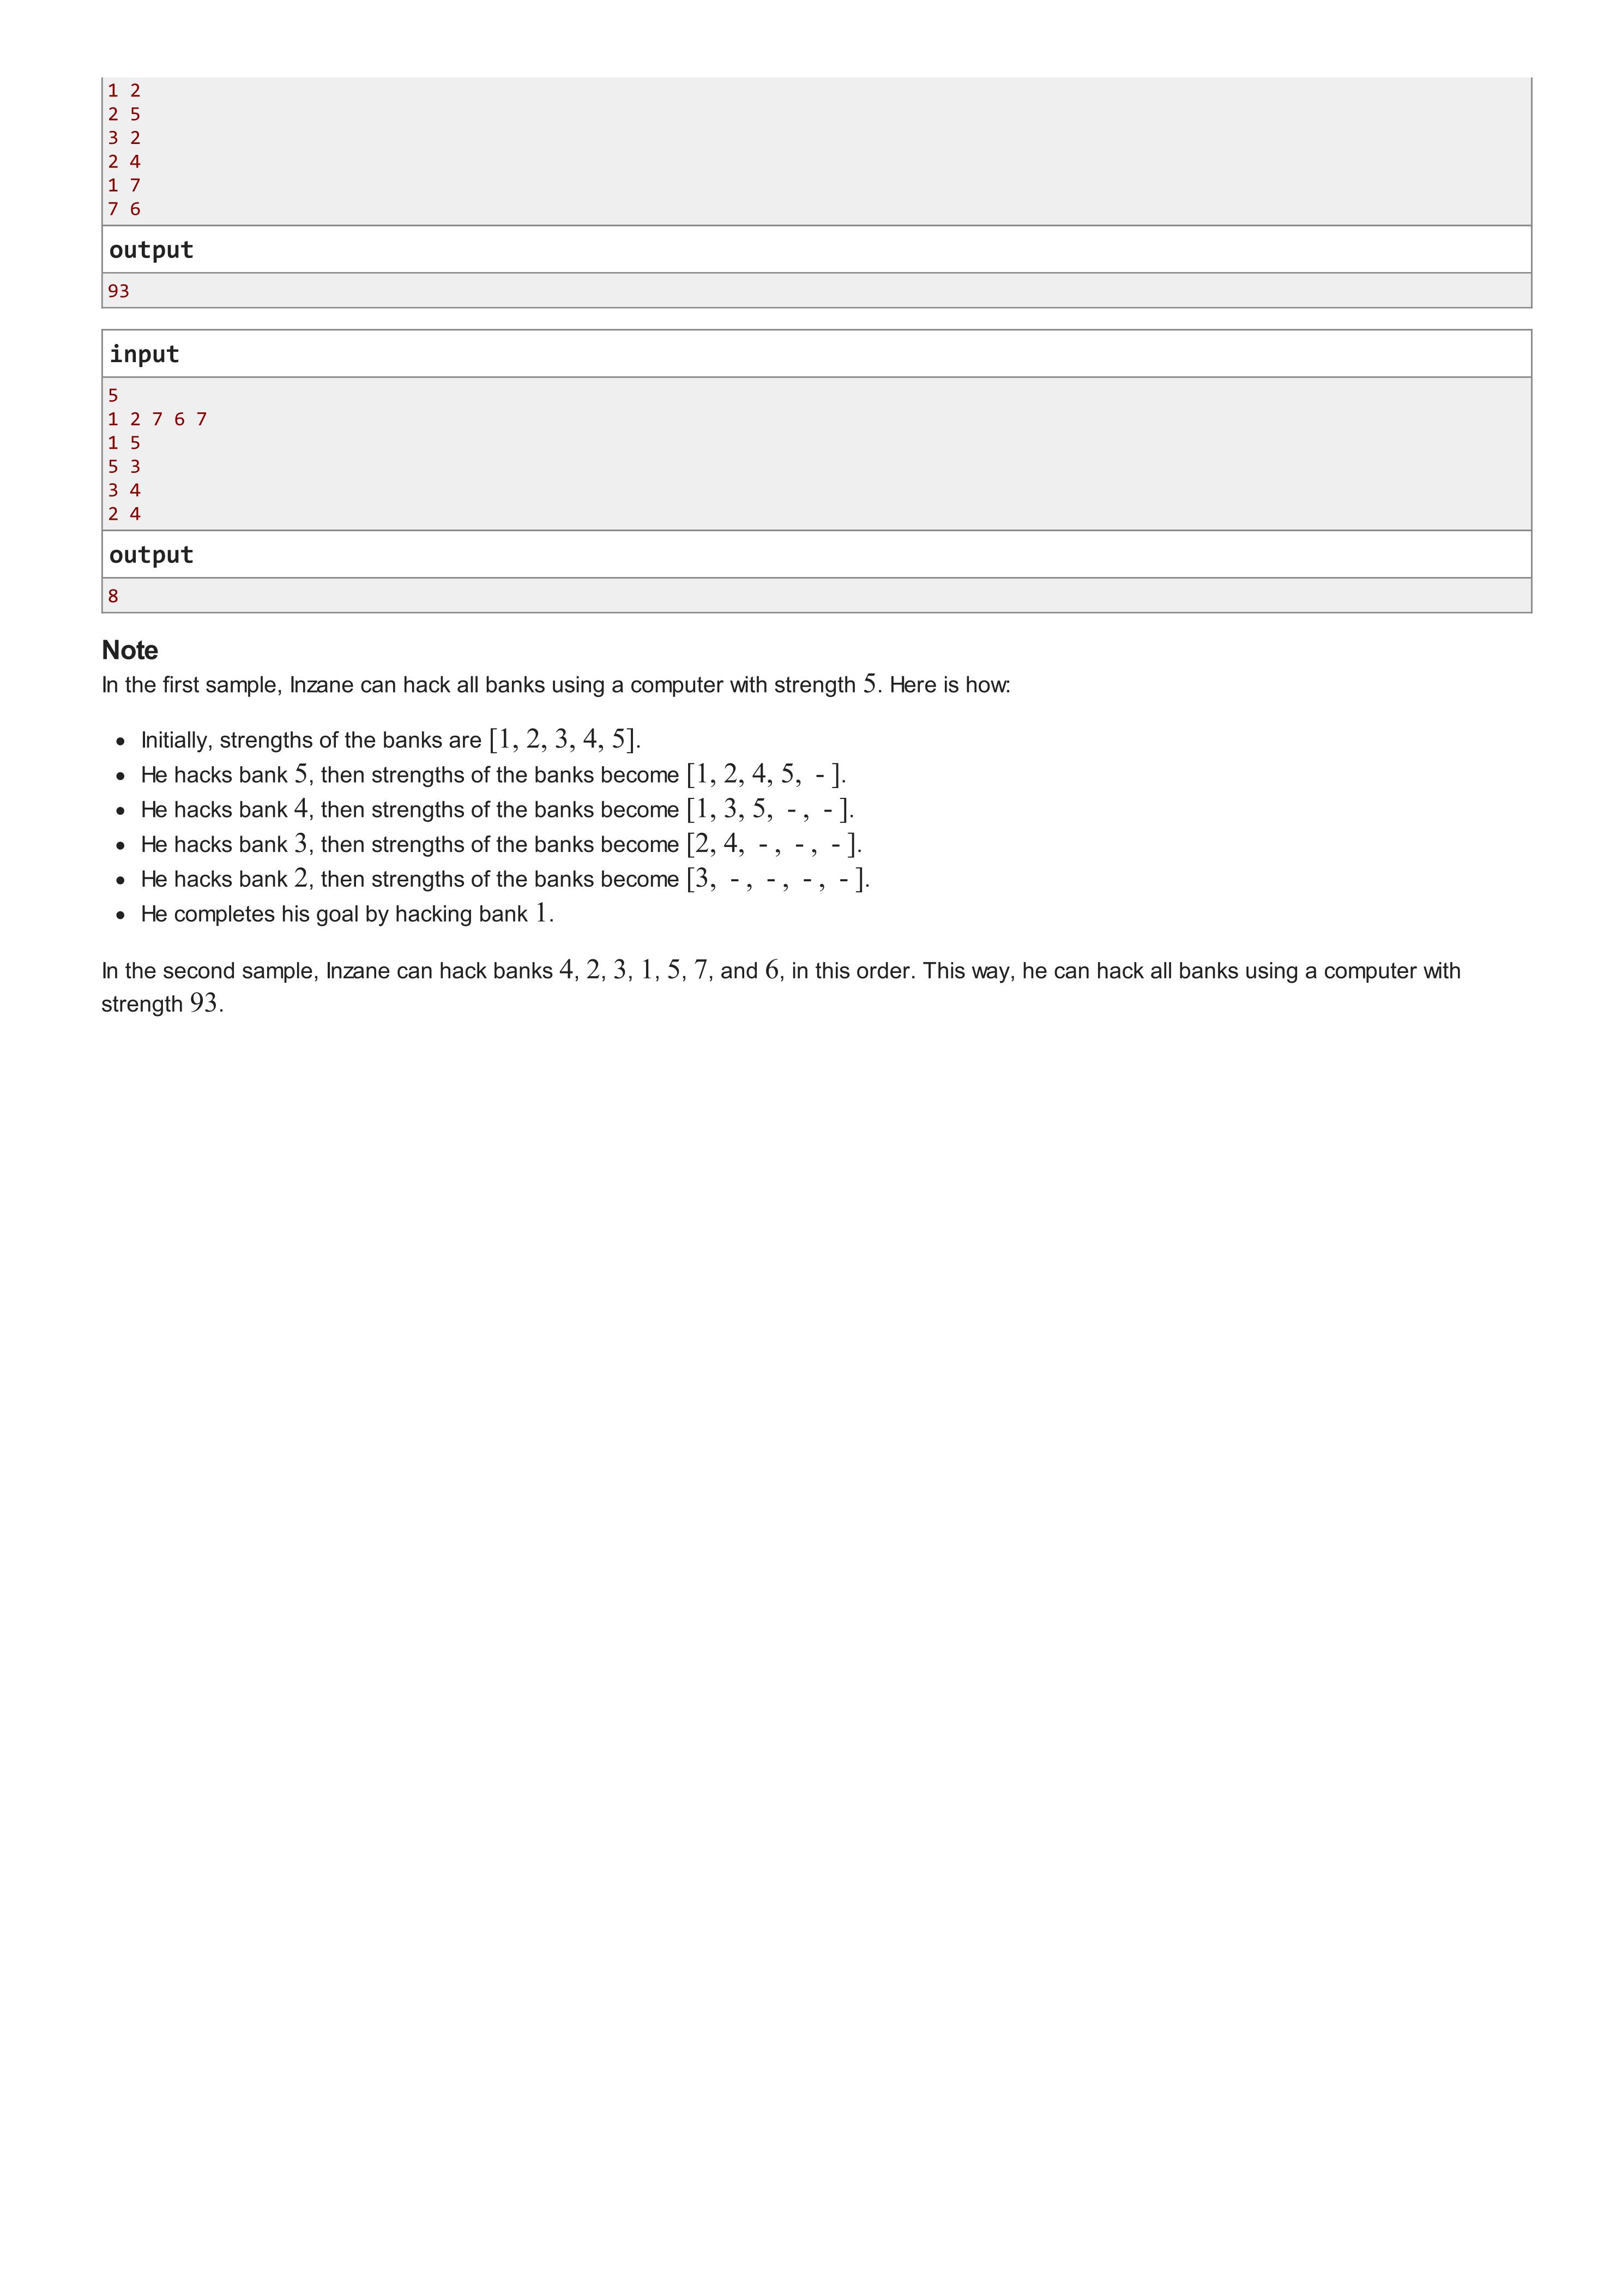 1 2
2 5
3 2
2 4
1 7
7 6
output
93
input
5
1 2 7 6 7
1 5
5 3
3 4
2 4
output
8
Note
In the first sample, Inzane can hack all banks using a computer with strength 5. Here is how:
• Initially, strengths of the banks are [1, 2, 3, 4, 5].
• He hacks bank 5, then strengths of the banks become [1, 2, 4, 5, - ].
• He hacks bank 4, then strengths of the banks become [1, 3, 5, - , - ].
• He hacks bank 3, then strengths of the banks become [2, 4, - , - , - ].
• He hacks bank 2, then strengths of the banks become [3, - , - , - , - ].
• He completes his goal by hacking bank 1.
In the second sample, Inzane can hack banks 4, 2, 3, 1, 5, 7, and 6, in this order. This way, he can hack all banks using a computer with
strength 93.